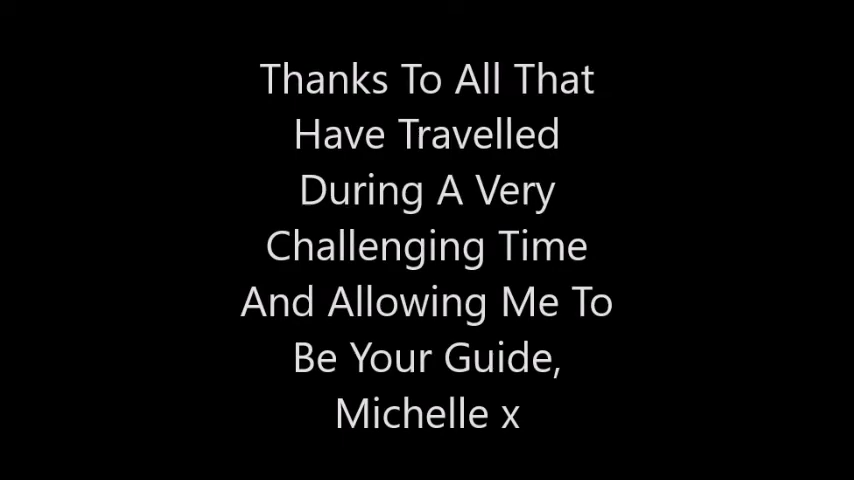 Thanks To All That
Have Travelled
During A Very
Challenging Time
And Allowing Me To
Be Your Guide,
Michelle x